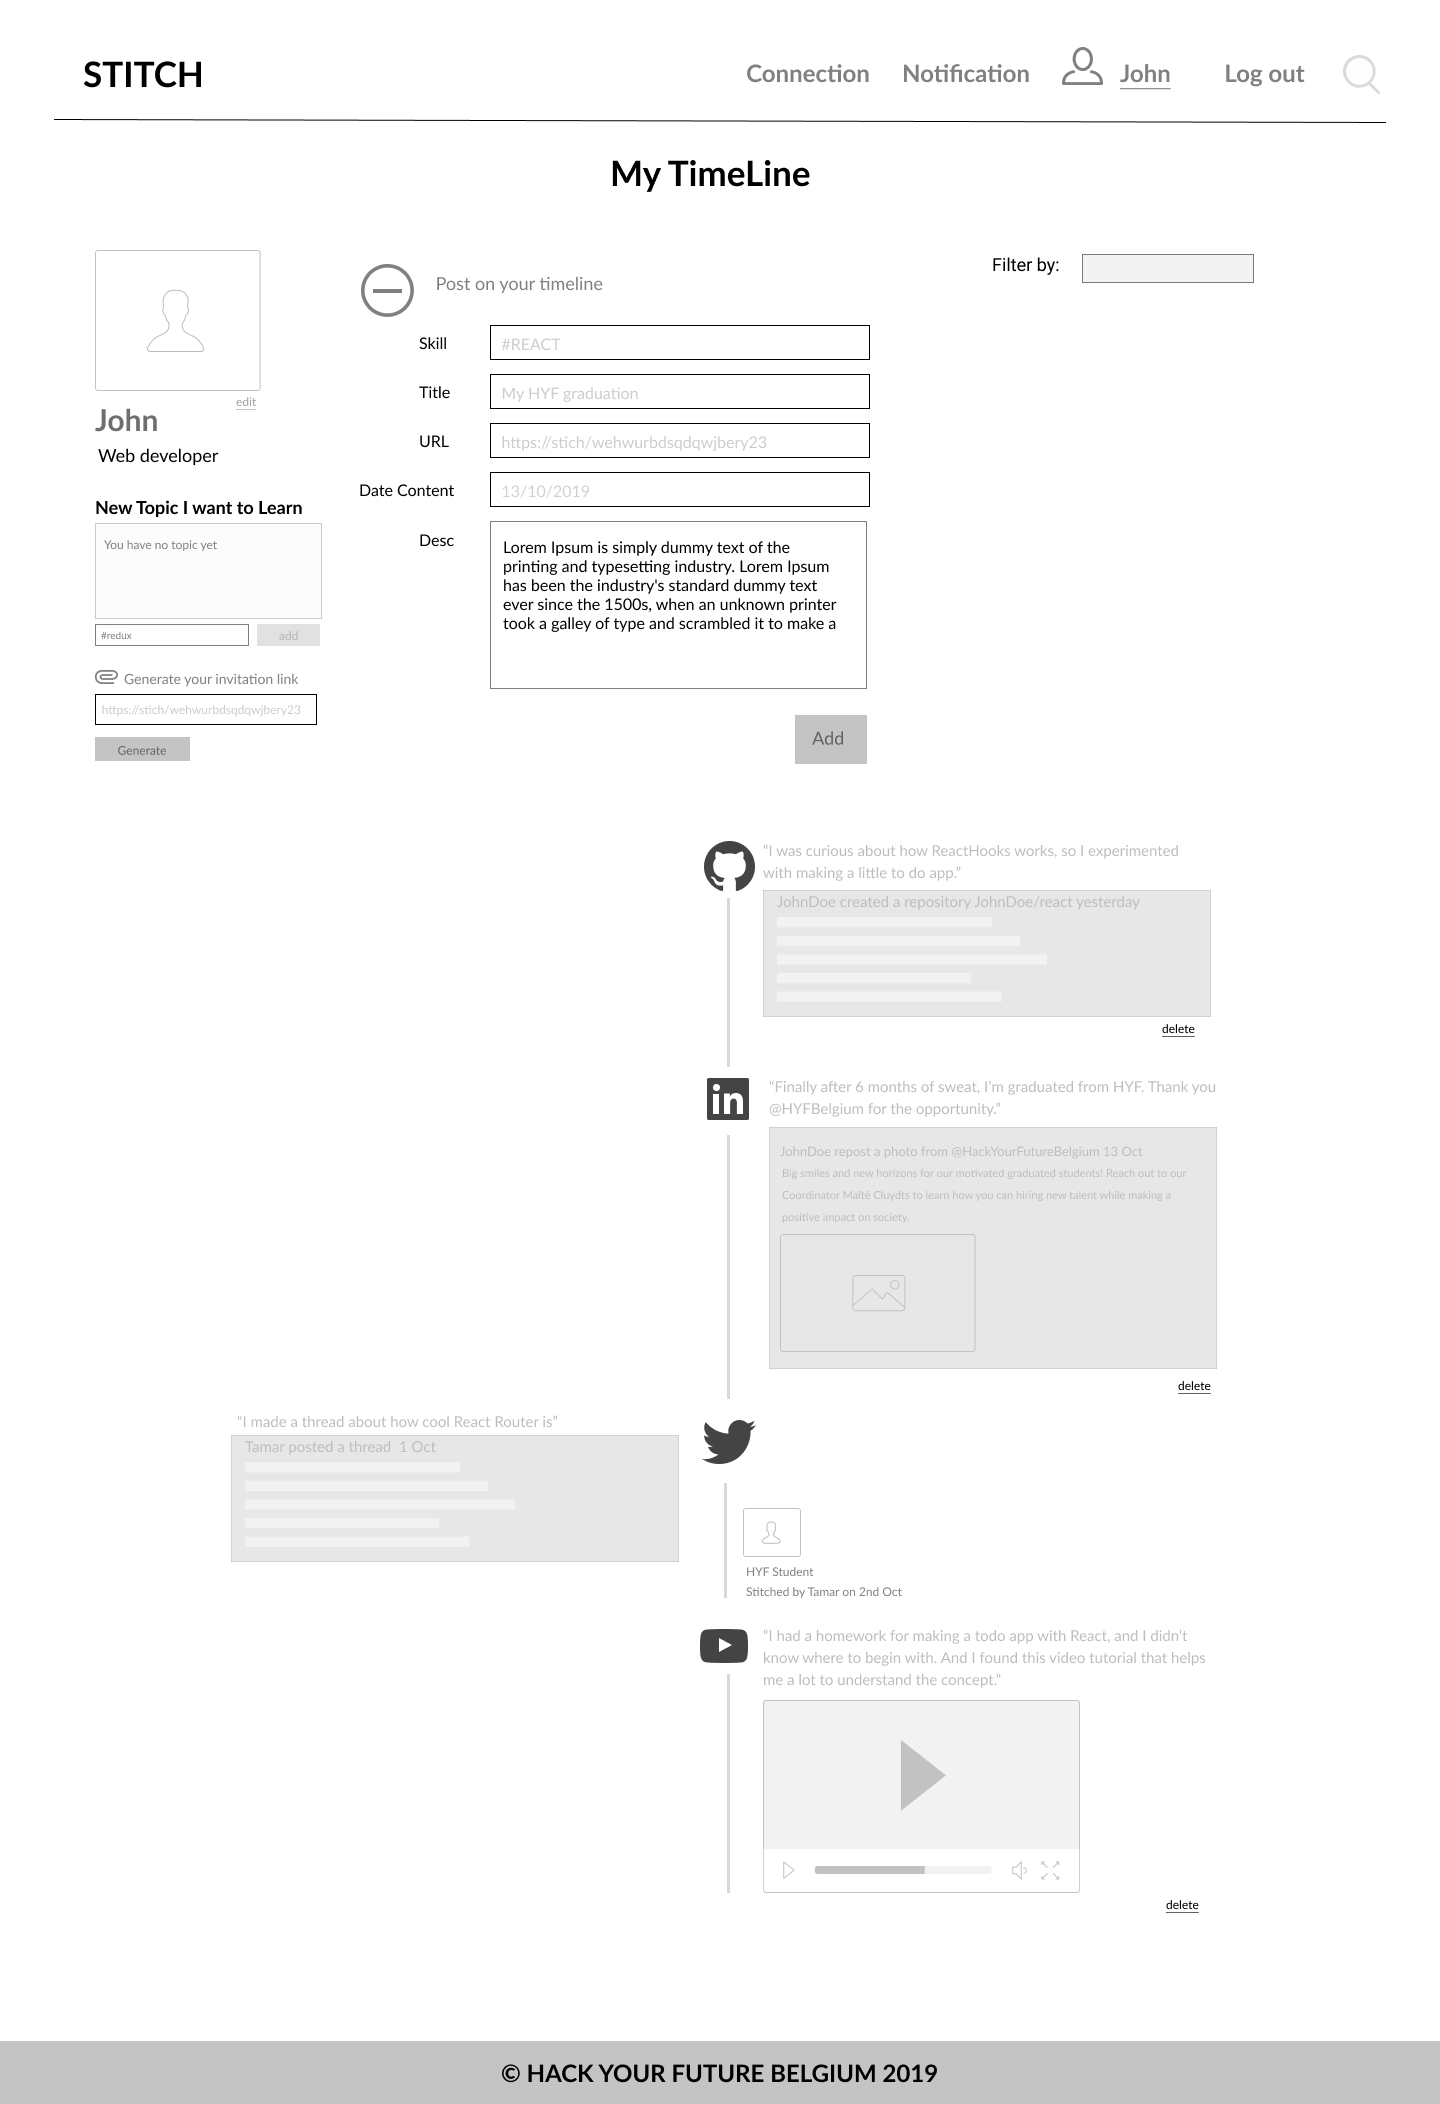 STITCH
Connection
Notification
John
Log out
My TimeLine
edit
John
Web developer
New Topic I want to Learn
You have no topic yet
#redux
add
Generate your invitation link
https://stich/wehwurbdsqdqwjbery23
Generate
Post on your timeline
Skill
#REACT
Title
My HYF graduation
URL
https://stich/wehwurbdsqdqwjbery23
Date Content
13/10/2019
Desc
Lorem Ipsum is simply dummy text of the
printing and typesetting industry. Lorem Ipsum
has been the industry's standard dummy text
ever since the 1500s, when an unknown printer
took a galley of type and scrambled it to make a
Add
Filter by:
“I was curious about how ReactHooks works, so I experimented
with making a little to do app.”
JohnDoe created a repository JohnDoe/react yesterday
delete
in
“Finally after 6 months of sweat, I’m graduated from HYF. Thank you
@HYFBelgium for the opportunity.”
JohnDoe repost a photo from @HackYourFutureBelgium 13 Oct
Big smiles and new horizons for our motivated graduated students! Reach out to our
Coordinator Maïté Cluydts to learn how you can hiring new talent while making a
positive impact on society.
delete
“I made a thread about how cool React Router is”
Tamar posted a thread  1 Oct
HYF Student
Stitched by Tamar on 2nd Oct
“I had a homework for making a todo app with React, and I didn’t
know where to begin with. And I found this video tutorial that helps
me a lot to understand the concept.”
delete
© HACK YOUR FUTURE BELGIUM 2019